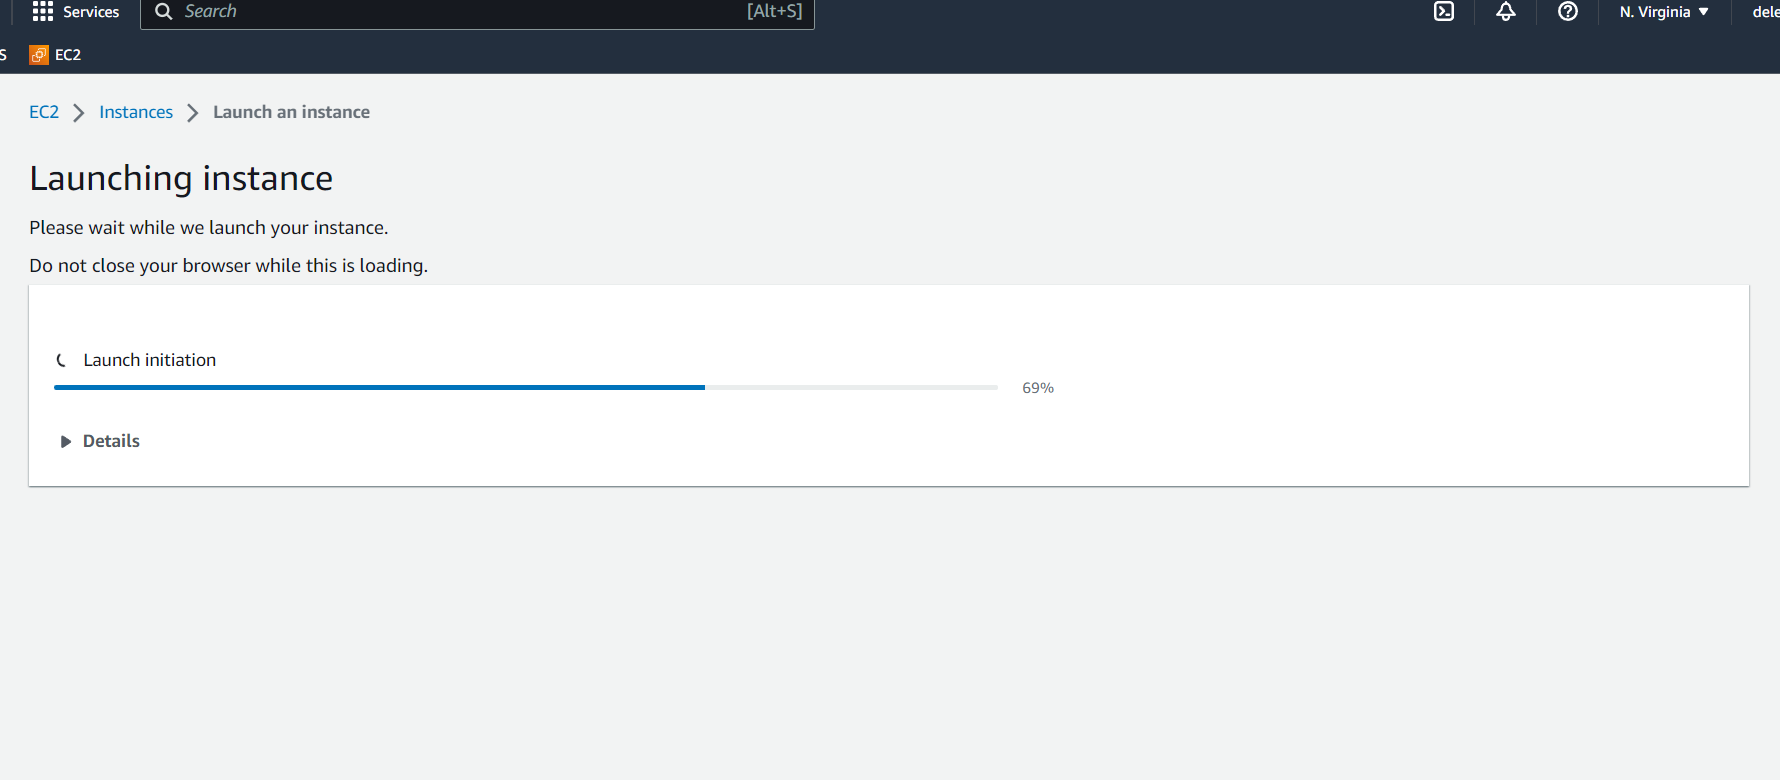 Services
Search [Alt+S]
N. Virginia
EC2
EC2 Instances Launch an instance
Launching instance
Please wait while we launch your instance.
Do not close your browser while this is loading.
Launch initiation
69%
Details